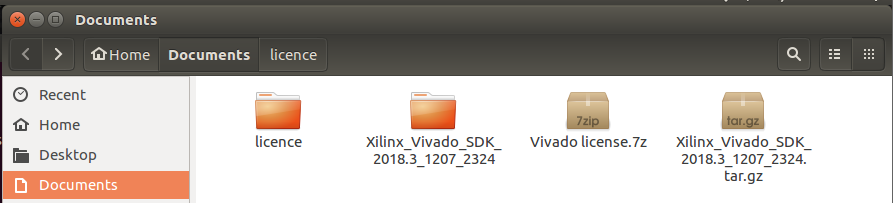 Documents
Home Documents licence
Recent
Home
Desktop
Documents
7zip
tar.gz
licence
Xilinx_Vivado_SDK_
2018.3_1207_2324
Vivado license.7z
Xilinx_Vivado_SDK_
2018.3_1207_2324.
tar.gz